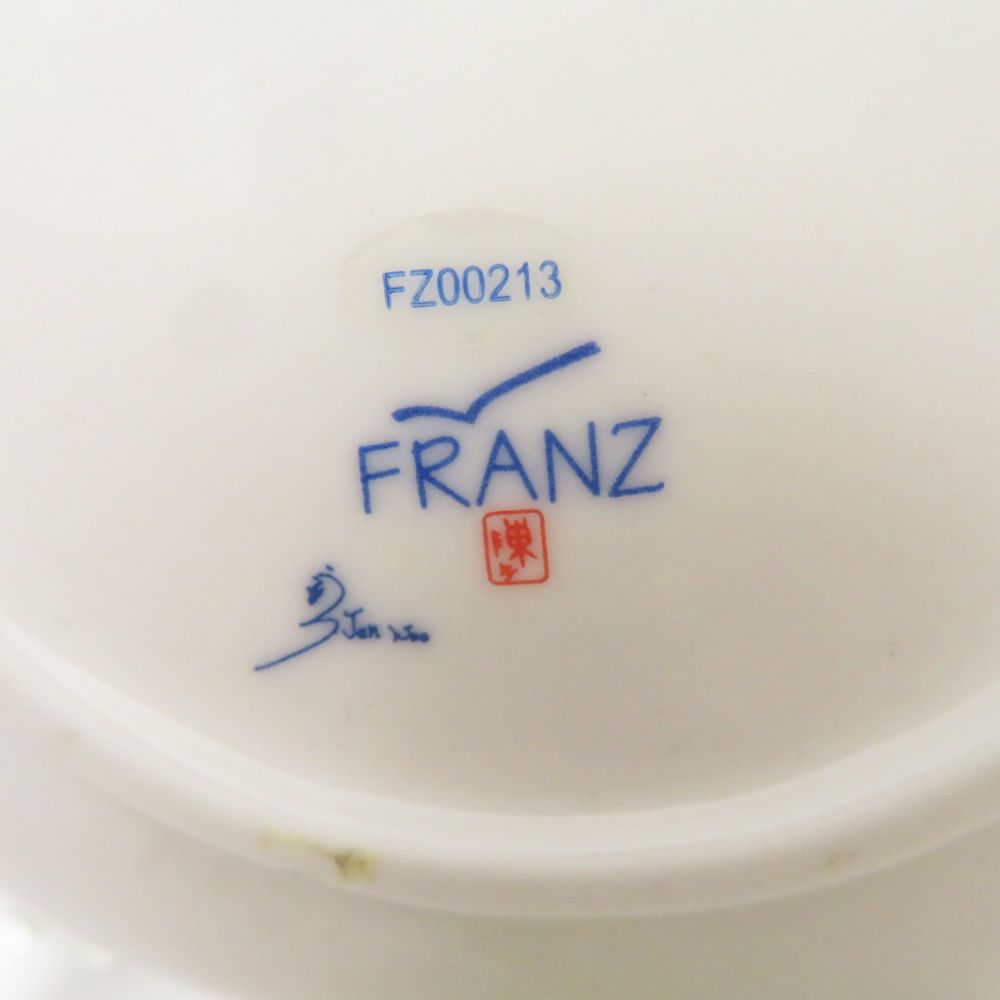 FZ00213
FRANZ
陳
Jen Woo